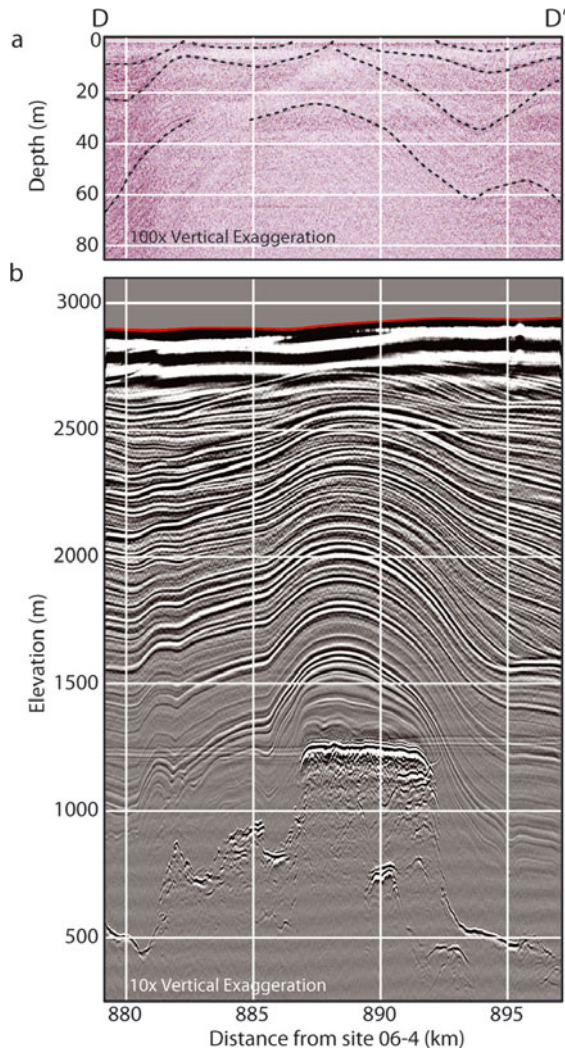 D D'
a
0
20
40
60
80
Depth (m)
100x Vertical Exaggeration
b
3000
2500
2000
1500
1000
500
Elevation (m)
10x Vertical Exaggeration
880 885 890 895
Distance from site 06-4 (km)